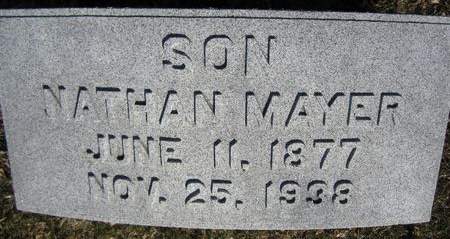 SON
NATHAN MAYER
JUNE 11, 1877
NOV. 25, 1938